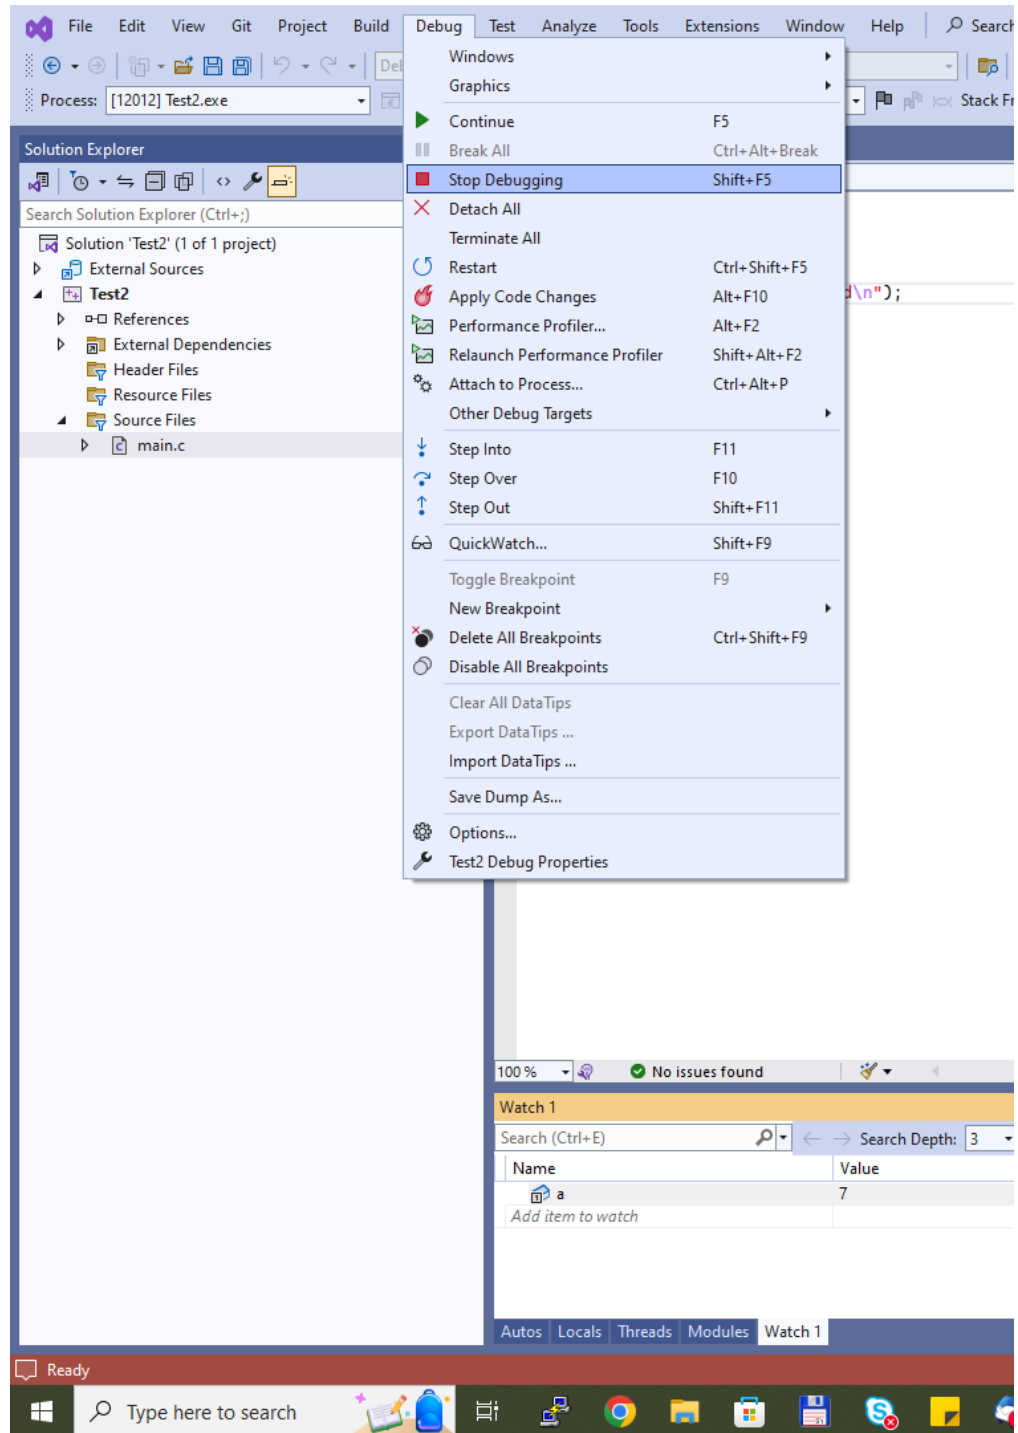 File Edit View Git Project Build Debug Test Analyze Tools Extensions Window Help Search
Process: [12012] Test2.exe
Stack Fr
Solution Explorer
Search Solution Explorer (Ctrl+;)
Solution 'Test2' (1 of 1 project)
External Sources
Test2
References
External Dependencies
Header Files
Resource Files
Source Files
main.c
Windows
Graphics
Continue F5
Break All Ctrl+Alt+Break
Stop Debugging Shift+F5
Detach All
Terminate All
Restart Ctrl+Shift+F5
Apply Code Changes Alt+F10
Performance Profiler... Alt+F2
Relaunch Performance Profiler Shift+Alt+F2
Attach to Process... Ctrl+Alt+P
Other Debug Targets
Step Into F11
Step Over F10
Step Out Shift+F11
QuickWatch... Shift+F9
Toggle Breakpoint F9
New Breakpoint
Delete All Breakpoints Ctrl+Shift+F9
Disable All Breakpoints
Clear All DataTips
Export DataTips ...
Import DataTips ...
Save Dump As...
Options...
Test2 Debug Properties
\n");
100 % No issues found
Watch 1
Search (Ctrl+E) Search Depth: 3
Name Value
a 7
Add item to watch
Autos Locals Threads Modules Watch 1
Ready
Type here to search